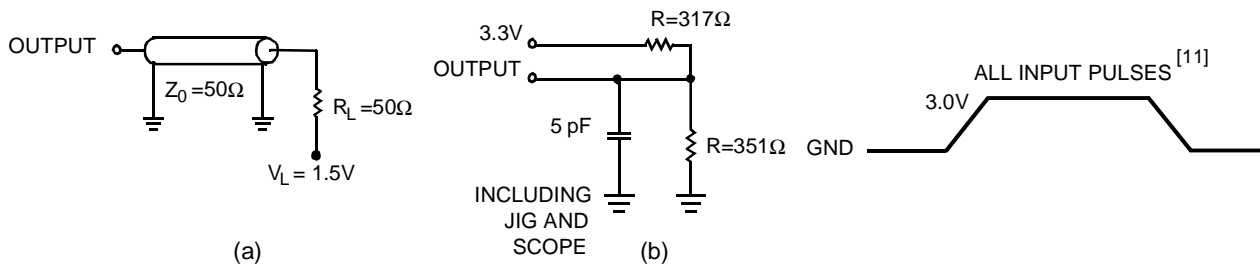 OUTPUT
Z0 =50Ω
RL = 50Ω
VL = 1.5V
(a)
R=317Ω
3.3V
OUTPUT
5 pF
R=351Ω
INCLUDING
JIG AND
SCOPE
(b)
ALL INPUT PULSES [11]
3.0V
GND